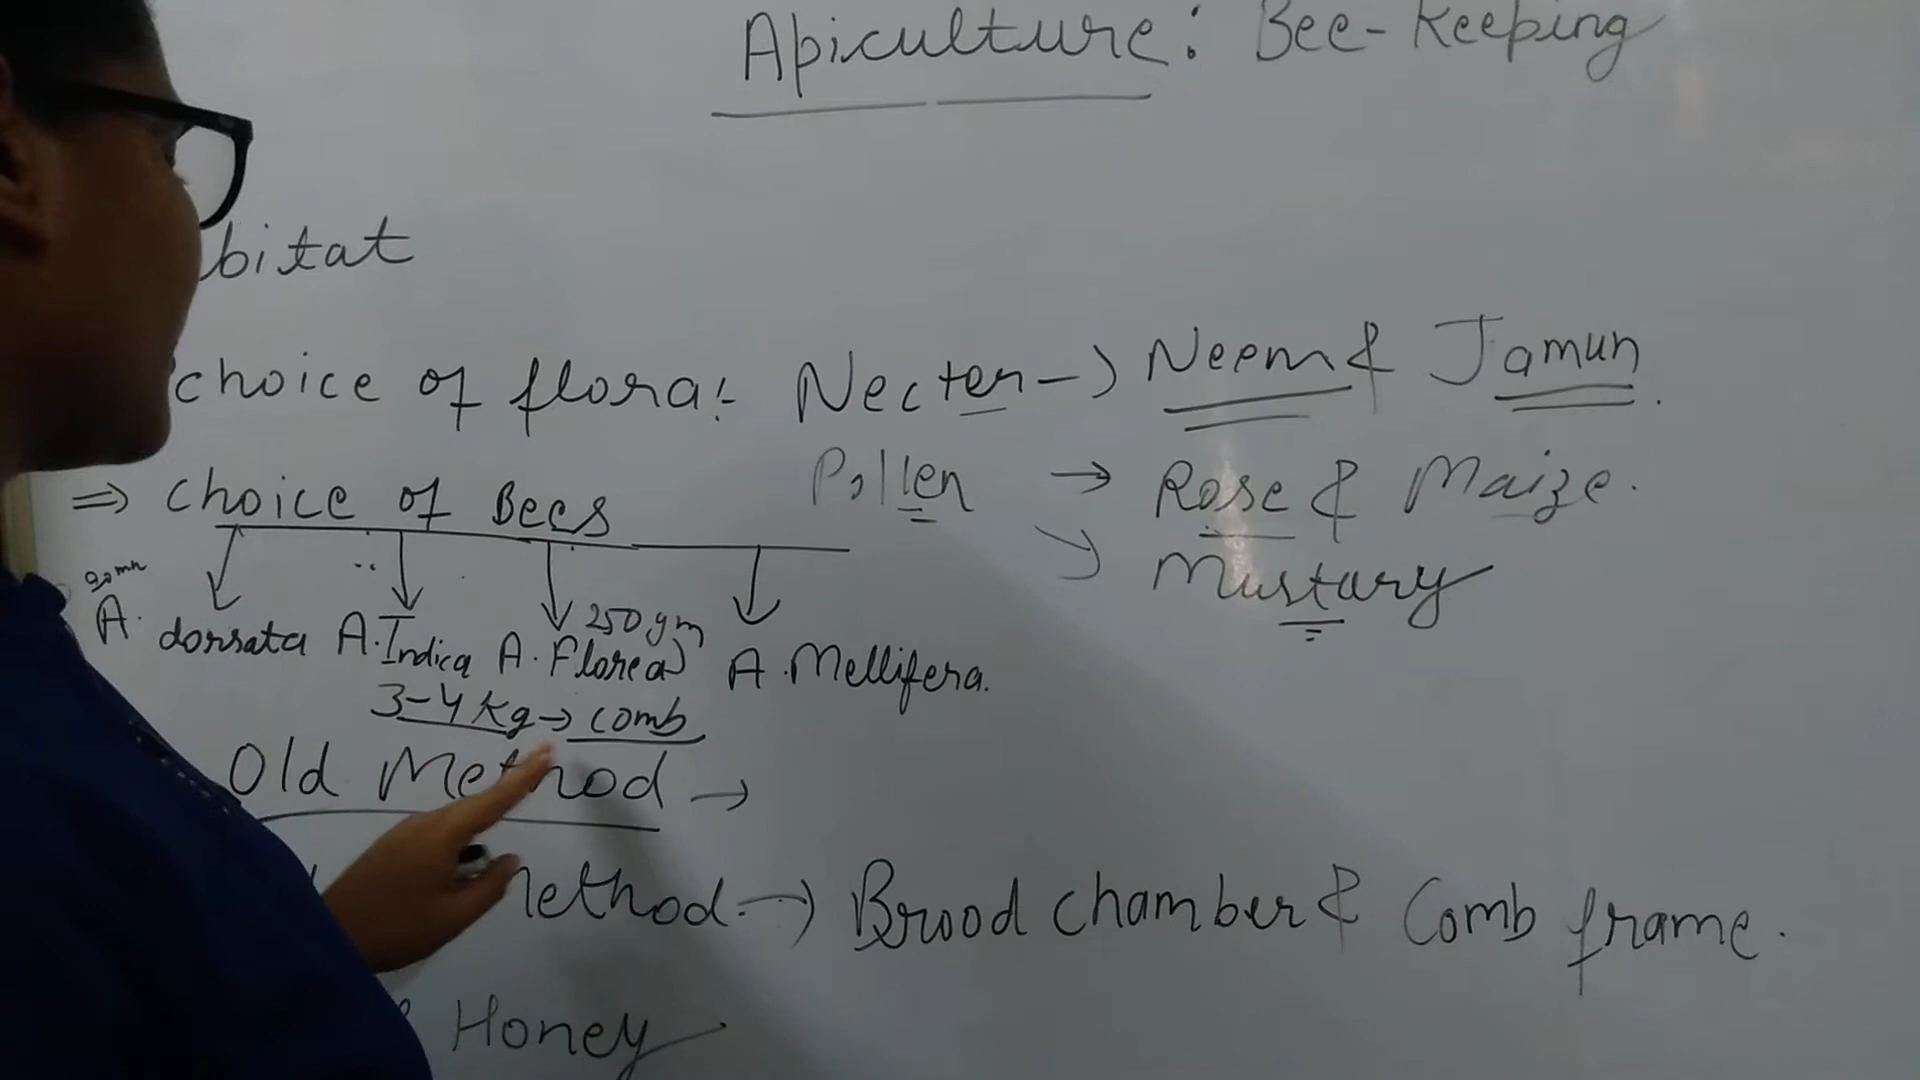 Apiculture: Bee-Keeping
bitat
choice of flora:- Necter -> Neem & Jamun.
Pollen -> Rose & Maize.
-> Mustary
=> choice of Bees
A. dorsata A. Indica A. Florea 250 gm A. Mellifera.
3-4 kg -> comb
Old Method ->
Method -> Brood chamber & Comb frame.
Honey